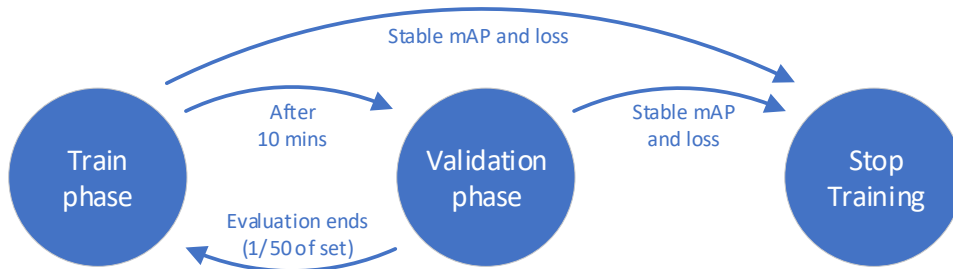 Stable mAP and loss
After
10 mins
Stable mAP
and loss
Train
phase
Validation
phase
Stop
Training
Evaluation ends
(1/50 of set)